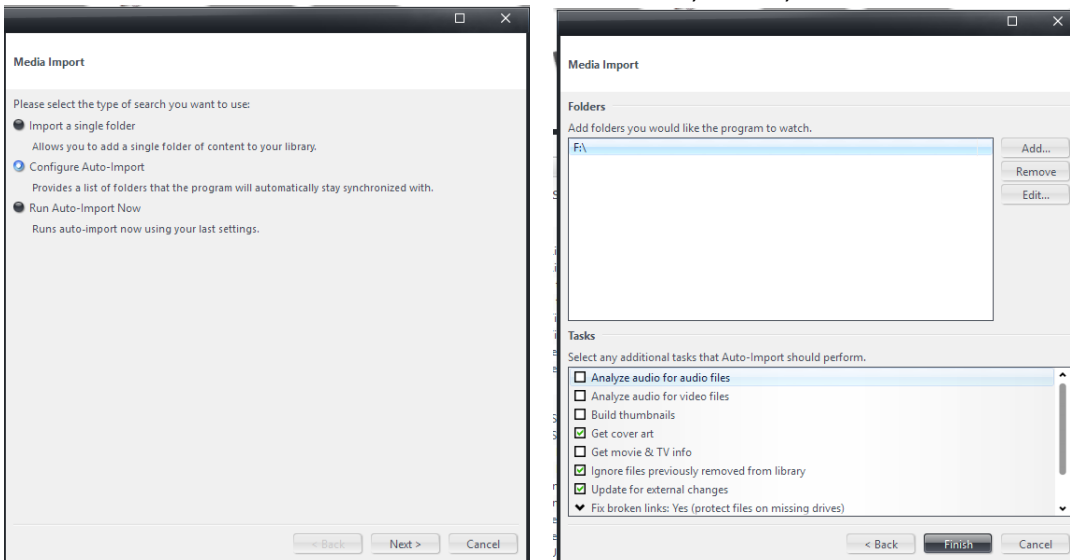 Media Import
Please select the type of search you want to use:
Import a single folder
Allows you to add a single folder of content to your library.
Configure Auto-Import
Provides a list of folders that the program will automatically stay synchronized with.
Run Auto-Import Now
Runs auto-import now using your last settings.
< Back
Next >
Cancel
Media Import
Folders
Add folders you would like the program to watch.
F:\
Add...
Remove
Edit...
Tasks
Select any additional tasks that Auto-Import should perform.
Analyze audio for audio files
Analyze audio for video files
Build thumbnails
Get cover art
Get movie & TV info
Ignore files previously removed from library
Update for external changes
Fix broken links: Yes (protect files on missing drives)
< Back
Finish
Cancel